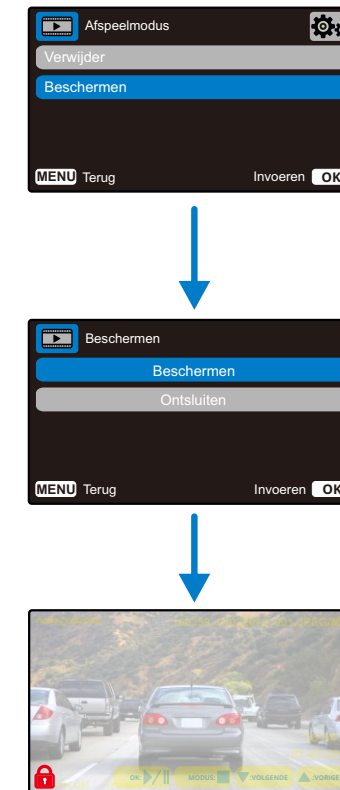 Afspeelmodus
Verwijder
Beschermen
MENU Terug Invoeren OK
Beschermen
Beschermen
Ontsluiten
MENU Terug Invoeren OK
OK: MODUS: :VOLGENDE :VORIGE